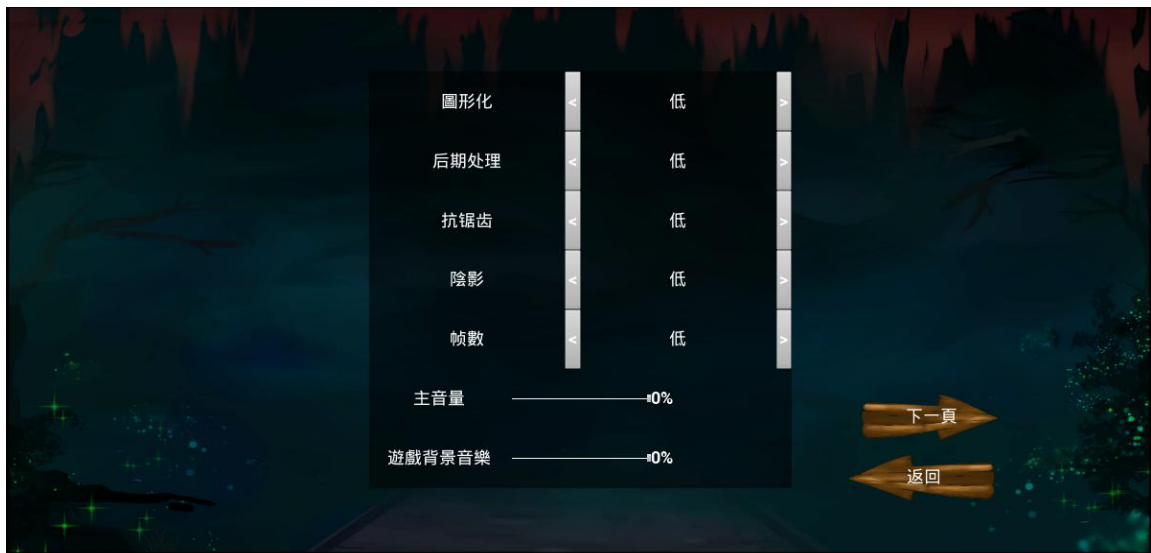 圖形化 < 低 >
后期处理 < 低 >
抗锯齿 < 低 >
陰影 < 低 >
帧數 < 低 >
主音量 0%
遊戲背景音樂 0%
下一頁
返回